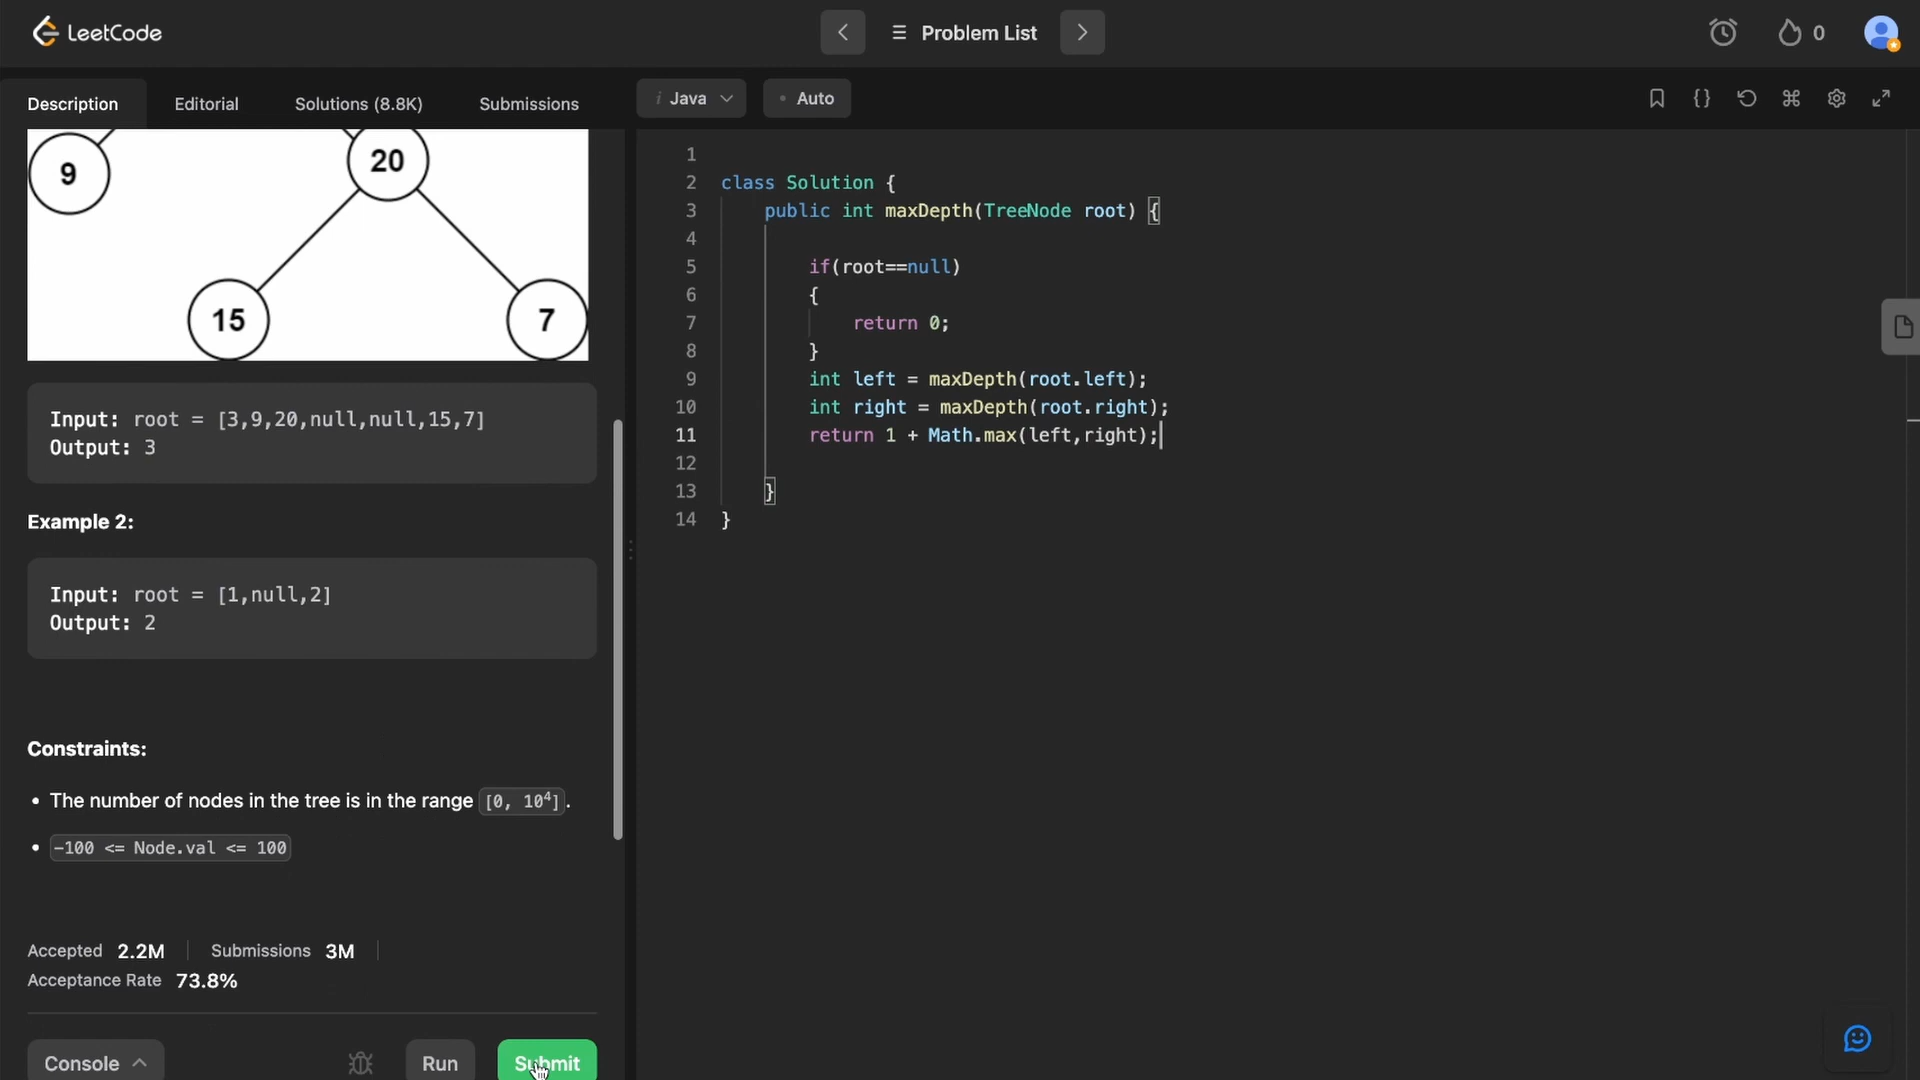 LeetCode
Problem List
0
Description
Editorial
Solutions (8.8K)
Submissions
9
20
15
7
Input: root = [3,9,20,null,null,15,7]
Output: 3
Example 2:
Input: root = [1,null,2]
Output: 2
Constraints:
• The number of nodes in the tree is in the range [0, 10⁴].
• -100 <= Node.val <= 100
Accepted 2.2M
Submissions 3M
Acceptance Rate 73.8%
Console
Run
Submit
i Java
• Auto
{}
1
2 class Solution {
3 public int maxDepth(TreeNode root) {
4
5 if(root==null)
6 {
7 return 0;
8 }
9 int left = maxDepth(root.left);
10 int right = maxDepth(root.right);
11 return 1 + Math.max(left,right);
12
13 }
14 }